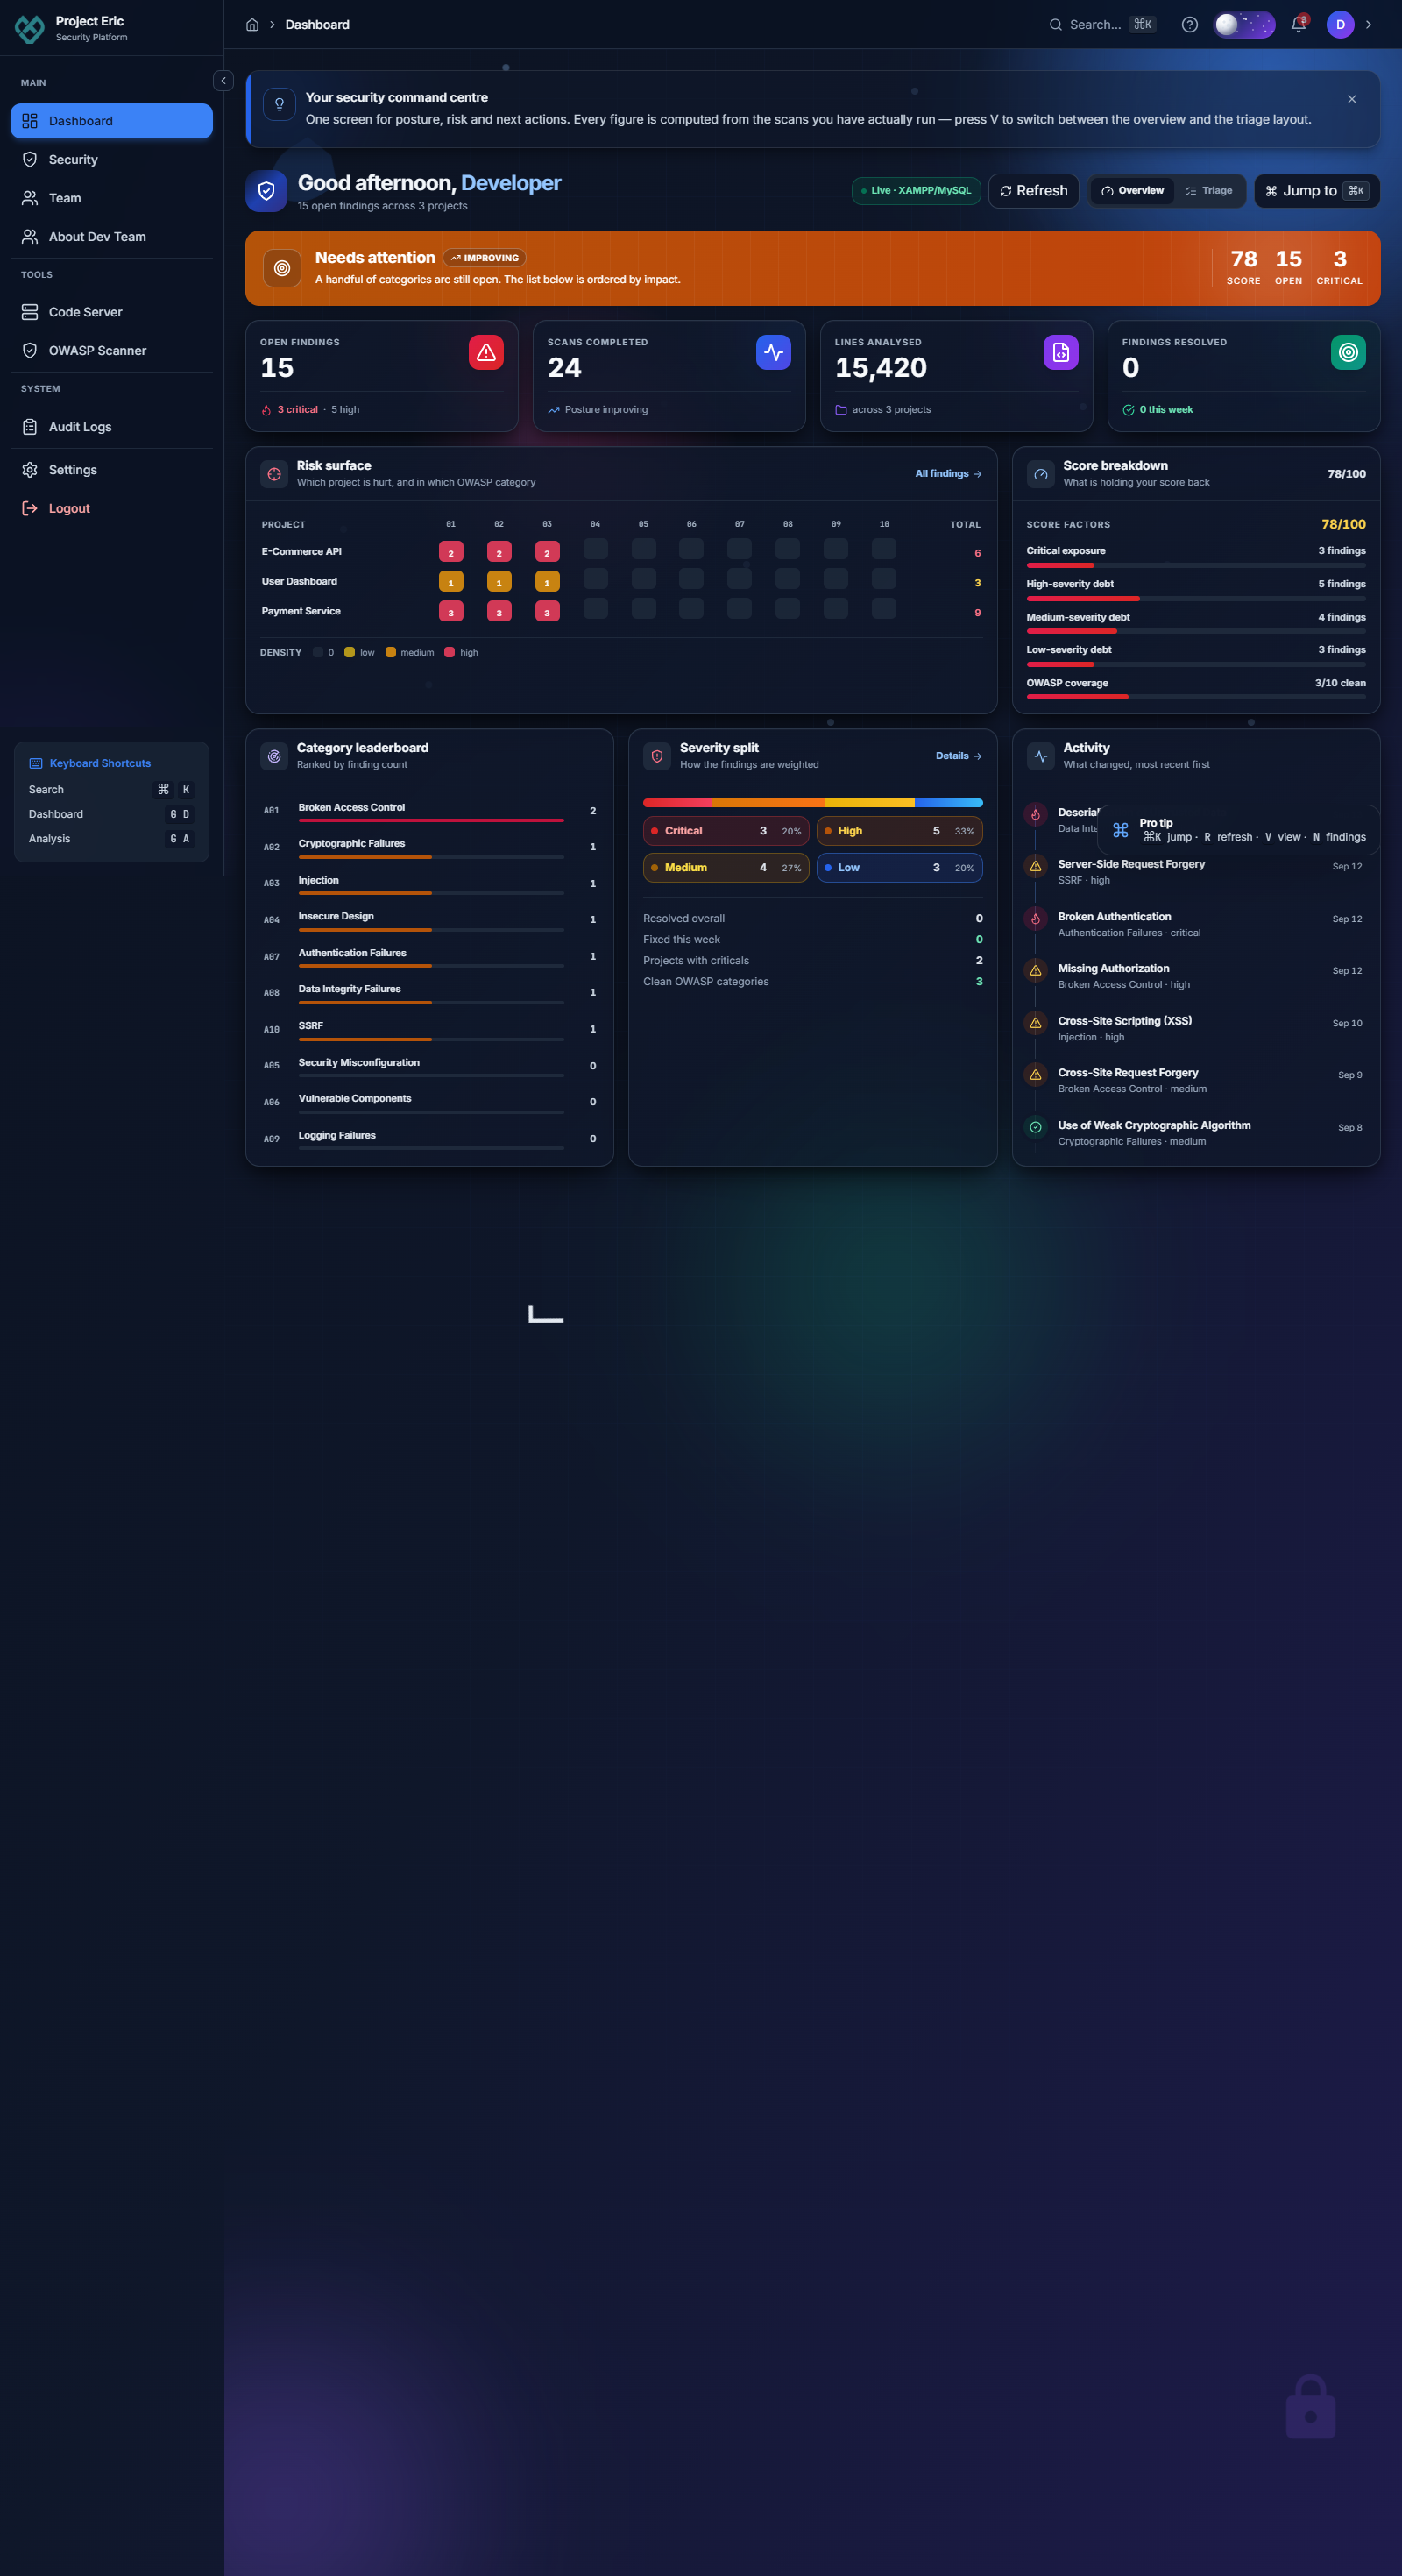 Project Eric
Security Platform
MAIN
Dashboard
Security
Team
About Dev Team
TOOLS
Code Server
OWASP Scanner
SYSTEM
Audit Logs
Settings
Logout
Keyboard Shortcuts
Search ⌘ K
Dashboard G D
Analysis G A
Dashboard
Search... ⌘K
3
D
Your security command centre
One screen for posture, risk and next actions. Every figure is computed from the scans you have actually run — press V to switch between the overview and the triage layout.
Good afternoon, Developer
15 open findings across 3 projects
Live · XAMPP/MySQL
Refresh
Overview
Triage
⌘ Jump to ⌘K
Needs attention
IMPROVING
A handful of categories are still open. The list below is ordered by impact.
78 15 3
SCORE OPEN CRITICAL
OPEN FINDINGS
15
3 critical · 5 high
SCANS COMPLETED
24
Posture improving
LINES ANALYSED
15,420
across 3 projects
FINDINGS RESOLVED
0
0 this week
Risk surface
Which project is hurt, and in which OWASP category
All findings →
PROJECT 01 02 03 04 05 06 07 08 09 10 TOTAL
E-Commerce API 2 2 2 6
User Dashboard 1 1 1 3
Payment Service 3 3 3 9
DENSITY 0 low medium high
Score breakdown
What is holding your score back
78/100
SCORE FACTORS 78/100
Critical exposure 3 findings
High-severity debt 5 findings
Medium-severity debt 4 findings
Low-severity debt 3 findings
OWASP coverage 3/10 clean
Category leaderboard
Ranked by finding count
A01 Broken Access Control 2
A02 Cryptographic Failures 1
A03 Injection 1
A04 Insecure Design 1
A07 Authentication Failures 1
A08 Data Integrity Failures 1
A10 SSRF 1
A05 Security Misconfiguration 0
A06 Vulnerable Components 0
A09 Logging Failures 0
Severity split
How the findings are weighted
Details →
Critical 3 20%
High 5 33%
Medium 4 27%
Low 3 20%
Resolved overall 0
Fixed this week 0
Projects with criticals 2
Clean OWASP categories 3
Activity
What changed, most recent first
Data
Pro tip
⌘K jump · R refresh · V view · N findings
Server-Side Request Forgery Sep 12
SSRF · high
Broken Authentication Sep 12
Authentication Failures · critical
Missing Authorization Sep 12
Broken Access Control · high
Cross-Site Scripting (XSS) Sep 10
Injection · high
Cross-Site Request Forgery Sep 9
Broken Access Control · medium
Use of Weak Cryptographic Algorithm Sep 8
Cryptographic Failures · medium